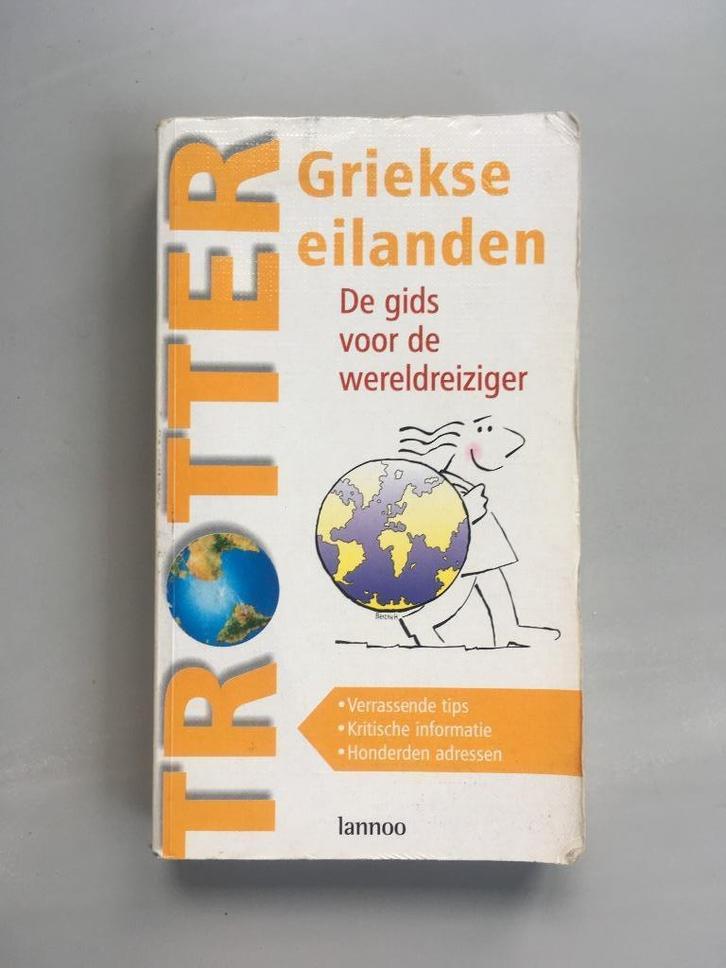 TROTTER
Griekse
eilanden
De gids
voor de
wereldreiziger
• Verrassende tips
• Kritische informatie
• Honderden adressen
lannoo